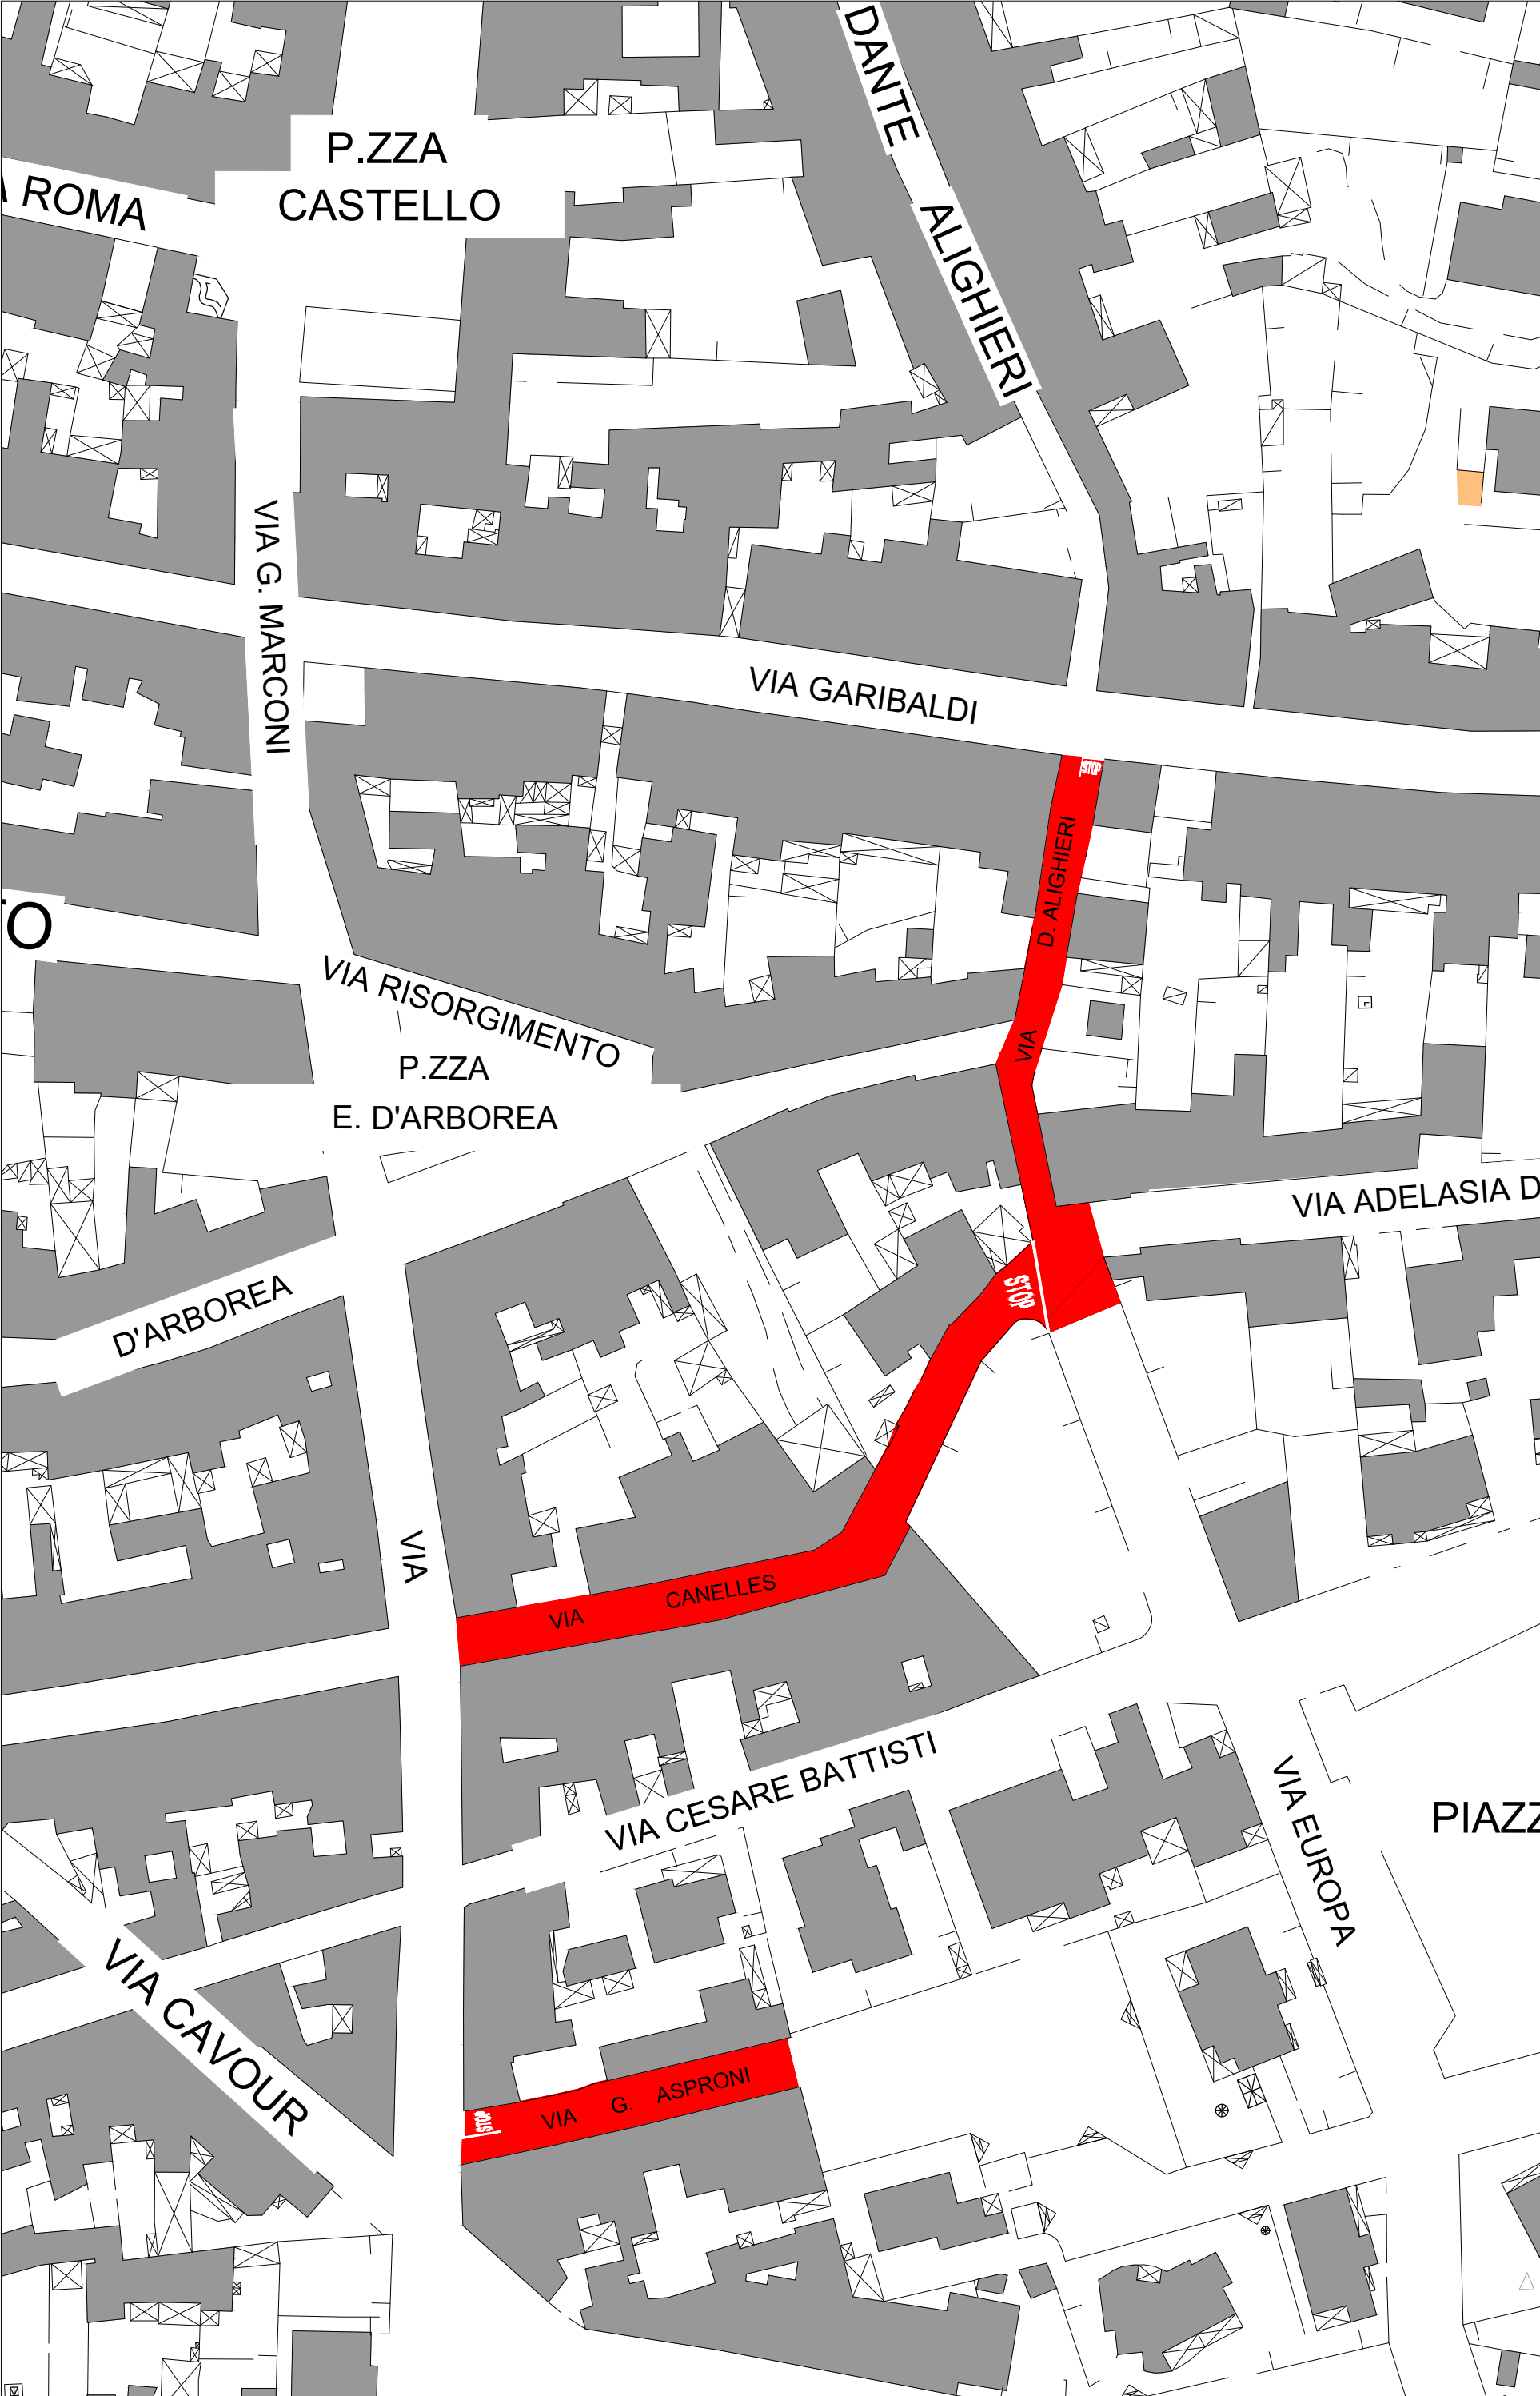 DANTE ALIGHIERI
P.ZZA
CASTELLO
A ROMA
VIA G. MARCONI
VIA GARIBALDI
STOP
VIA D. ALIGHIERI
TO
VIA RISORGIMENTO
P.ZZA
E. D'ARBOREA
VIA ADELASIA D
D'ARBOREA
STOP
VIA
VIA CANELLES
VIA CESARE BATTISTI
VIA EUROPA
PIAZZ
VIA CAVOUR
VIA G. ASPRONI
STOP